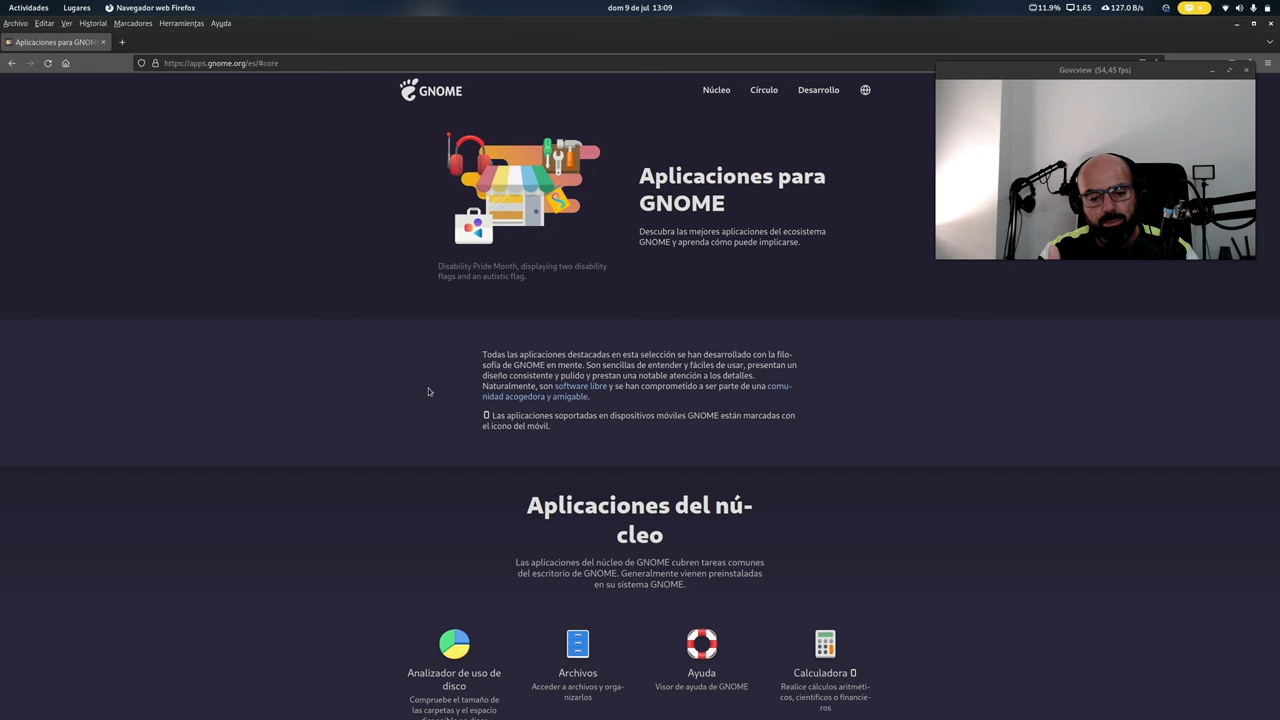 Actividades Lugares Navegador web Firefox dom 9 de jul 13:09 11.9% 1.65 127.0 B/s
Archivo Editar Ver Historial Marcadores Herramientas Ayuda
Aplicaciones para GNOM
https://apps.gnome.org/es/#core
Guvcview (54,45 fps)
GNOME Núcleo Círculo Desarrollo
Aplicaciones para
GNOME
Descubra las mejores aplicaciones del ecosistema
GNOME y aprenda cómo puede implicarse.
Disability Pride Month, displaying two disability
flags and an autistic flag.
Todas las aplicaciones destacadas en esta selección se han desarrollado con la filo-
sofía de GNOME en mente. Son sencillas de entender y fáciles de usar, presentan un
diseño consistente y pulido y prestan una notable atención a los detalles.
Naturalmente, son software libre y se han comprometido a ser parte de una comu-
nidad acogedora y amigable.
Las aplicaciones soportadas en dispositivos móviles GNOME están marcadas con
el icono del móvil.
Aplicaciones del nú-
cleo
Las aplicaciones del núcleo de GNOME cubren tareas comunes
del escritorio de GNOME. Generalmente vienen preinstaladas
en su sistema GNOME.
Analizador de uso de
disco
Compruebe el tamaño de
las carpetas y el espacio
Archivos
Acceder a archivos y orga-
nizarlos
Ayuda
Visor de ayuda de GNOME
Calculadora
Realice cálculos aritméti-
cos, científicos o financie-
ros